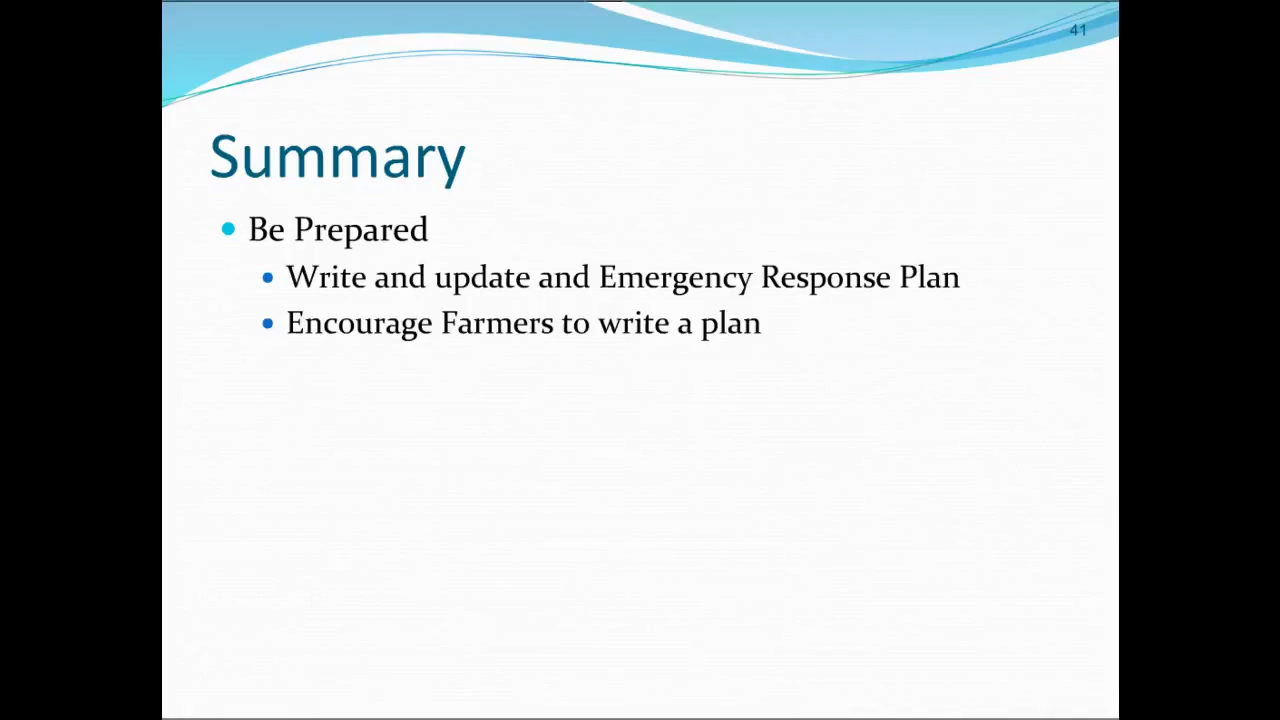 41
Summary
Be Prepared
Write and update and Emergency Response Plan
Encourage Farmers to write a plan